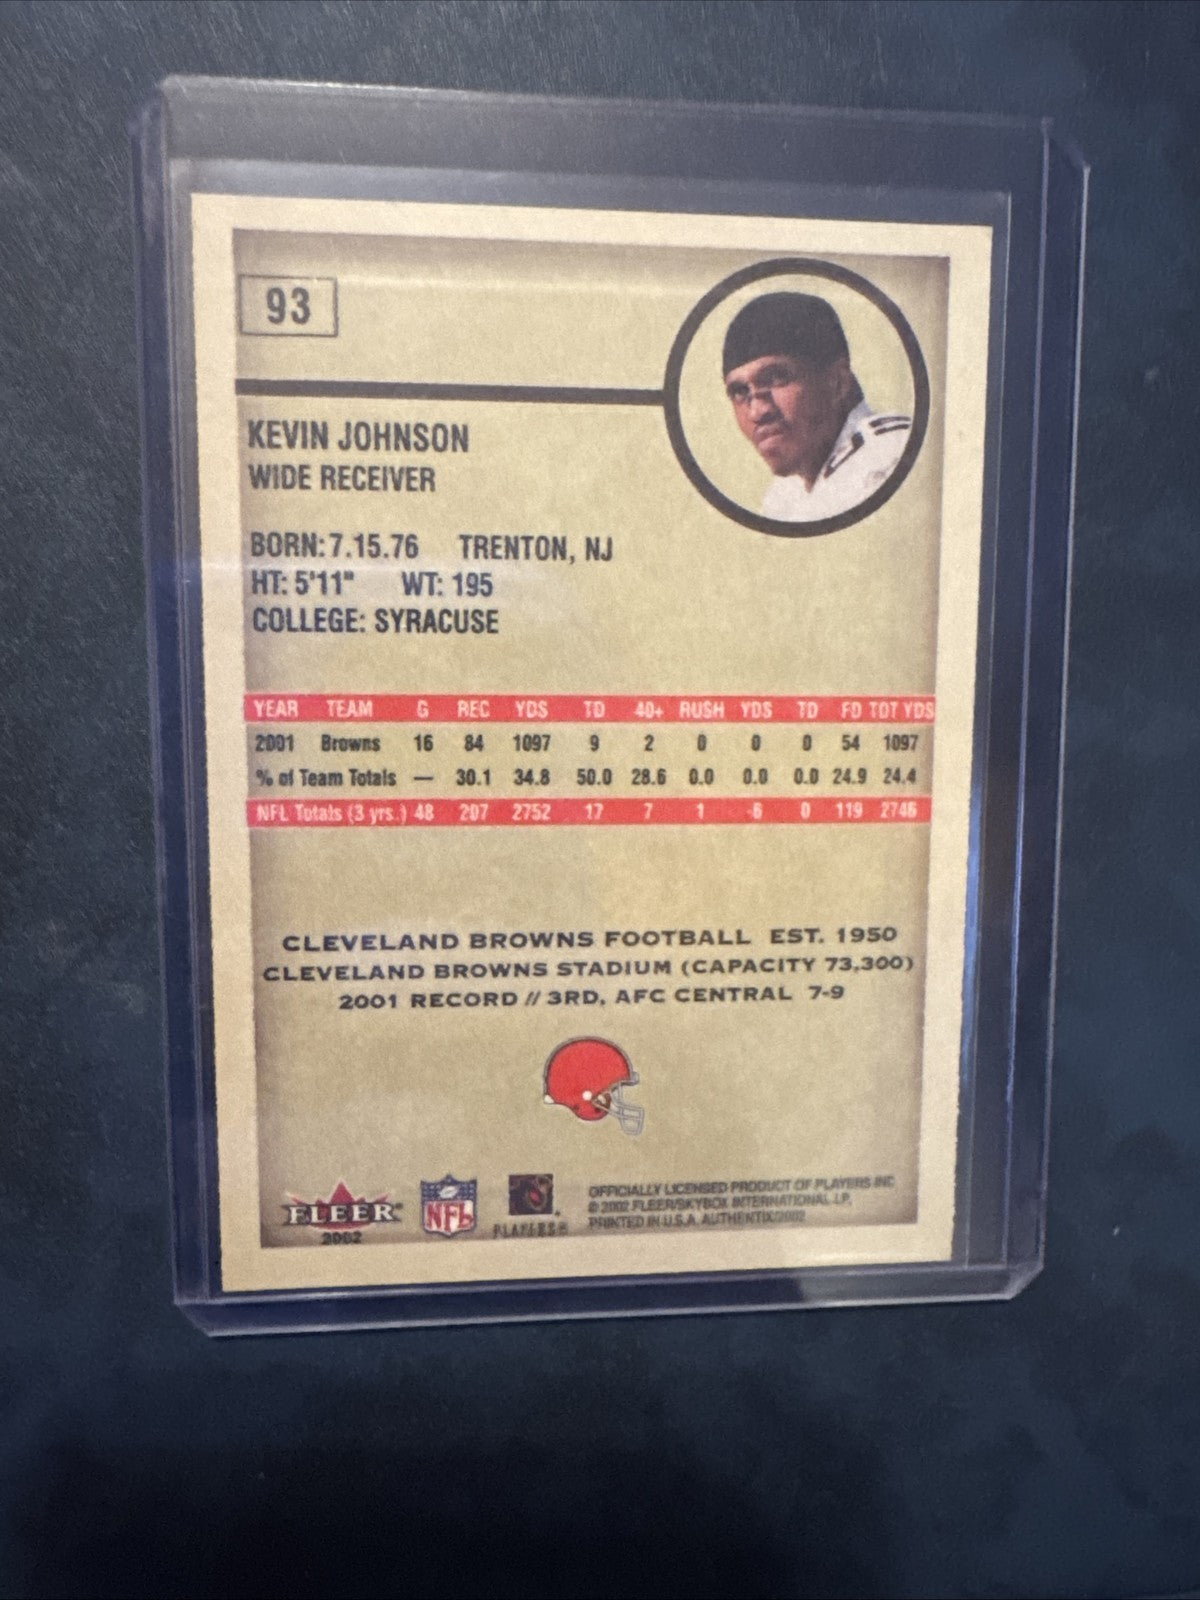 93
KEVIN JOHNSON
WIDE RECEIVER
BORN: 7.15.76 TRENTON, NJ
HT: 5'11" WT: 195
COLLEGE: SYRACUSE
YEAR TEAM G REC YDS TD 40+ RUSH YDS TD FD TOT YDS
2001 Browns 16 84 1097 9 2 0 0 0 54 1097
% of Team Totals — 30.1 34.8 50.0 28.6 0.0 0.0 0.0 24.9 24.4
NFL Totals (3 yrs.) 48 207 2752 17 7 1 -6 0 119 2746
CLEVELAND BROWNS FOOTBALL EST. 1950
CLEVELAND BROWNS STADIUM (CAPACITY 73,300)
2001 RECORD // 3RD, AFC CENTRAL 7-9
FLEER
2002
NFL
PLAYERS
OFFICIALLY LICENSED PRODUCT OF PLAYERS INC
© 2002 FLEER/SKYBOX INTERNATIONAL LP.
PRINTED IN U.S.A. AUTHENTIX/2002